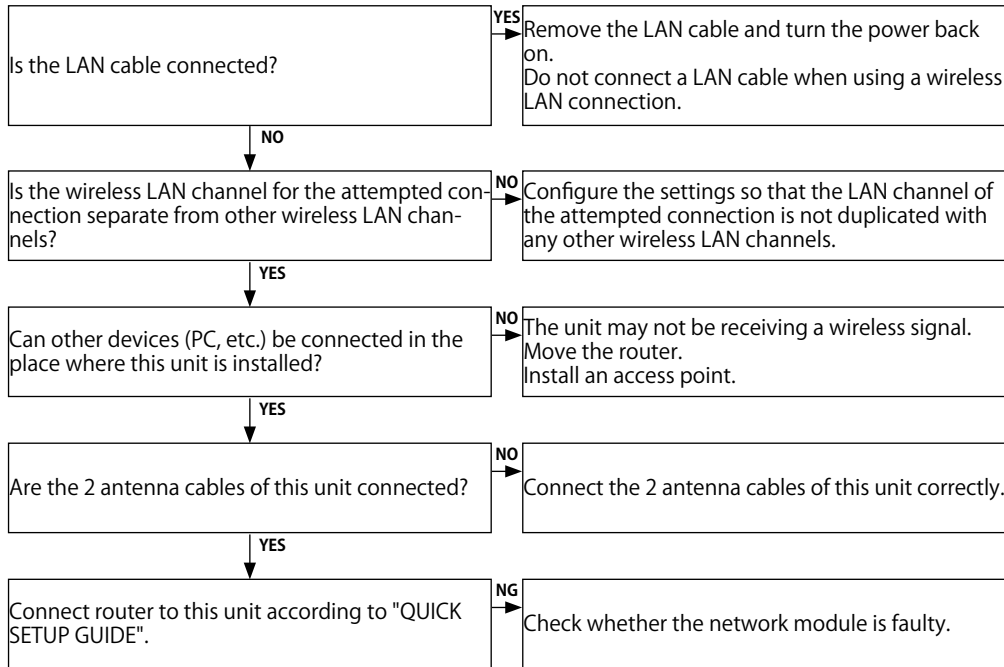 Is the LAN cable connected?
YES
Remove the LAN cable and turn the power back
on.
Do not connect a LAN cable when using a wireless
LAN connection.
NO
Is the wireless LAN channel for the attempted con-
nection separate from other wireless LAN chan-
nels?
NO
Configure the settings so that the LAN channel of
the attempted connection is not duplicated with
any other wireless LAN channels.
YES
Can other devices (PC, etc.) be connected in the
place where this unit is installed?
NO
The unit may not be receiving a wireless signal.
Move the router.
Install an access point.
YES
Are the 2 antenna cables of this unit connected?
NO
Connect the 2 antenna cables of this unit correctly.
YES
Connect router to this unit according to "QUICK
SETUP GUIDE".
NG
Check whether the network module is faulty.